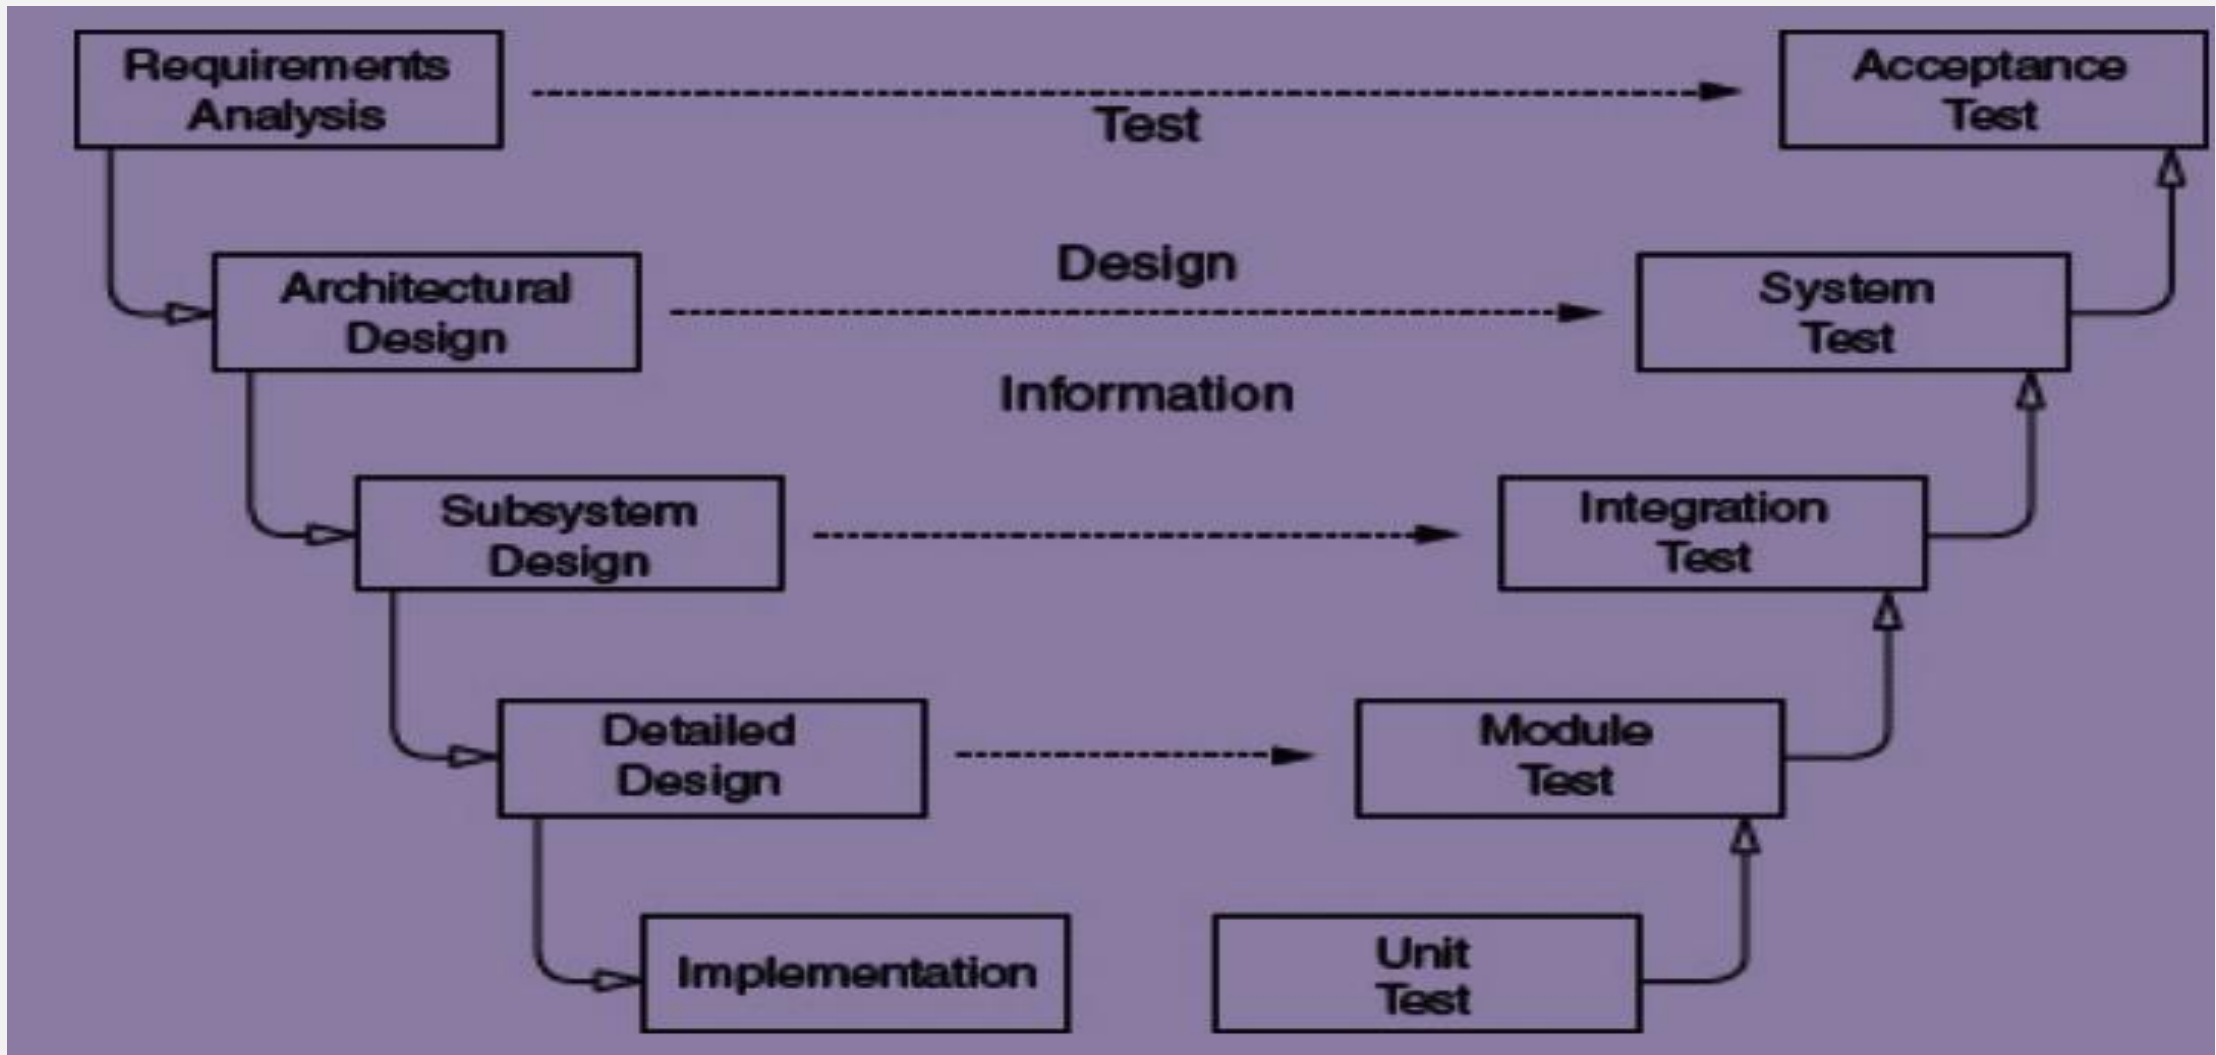 Requirements
Analysis
Test
Acceptance
Test
Architectural
Design
Design
Information
System
Test
Subsystem
Design
Integration
Test
Detailed
Design
Module
Test
Implementation
Unit
Test